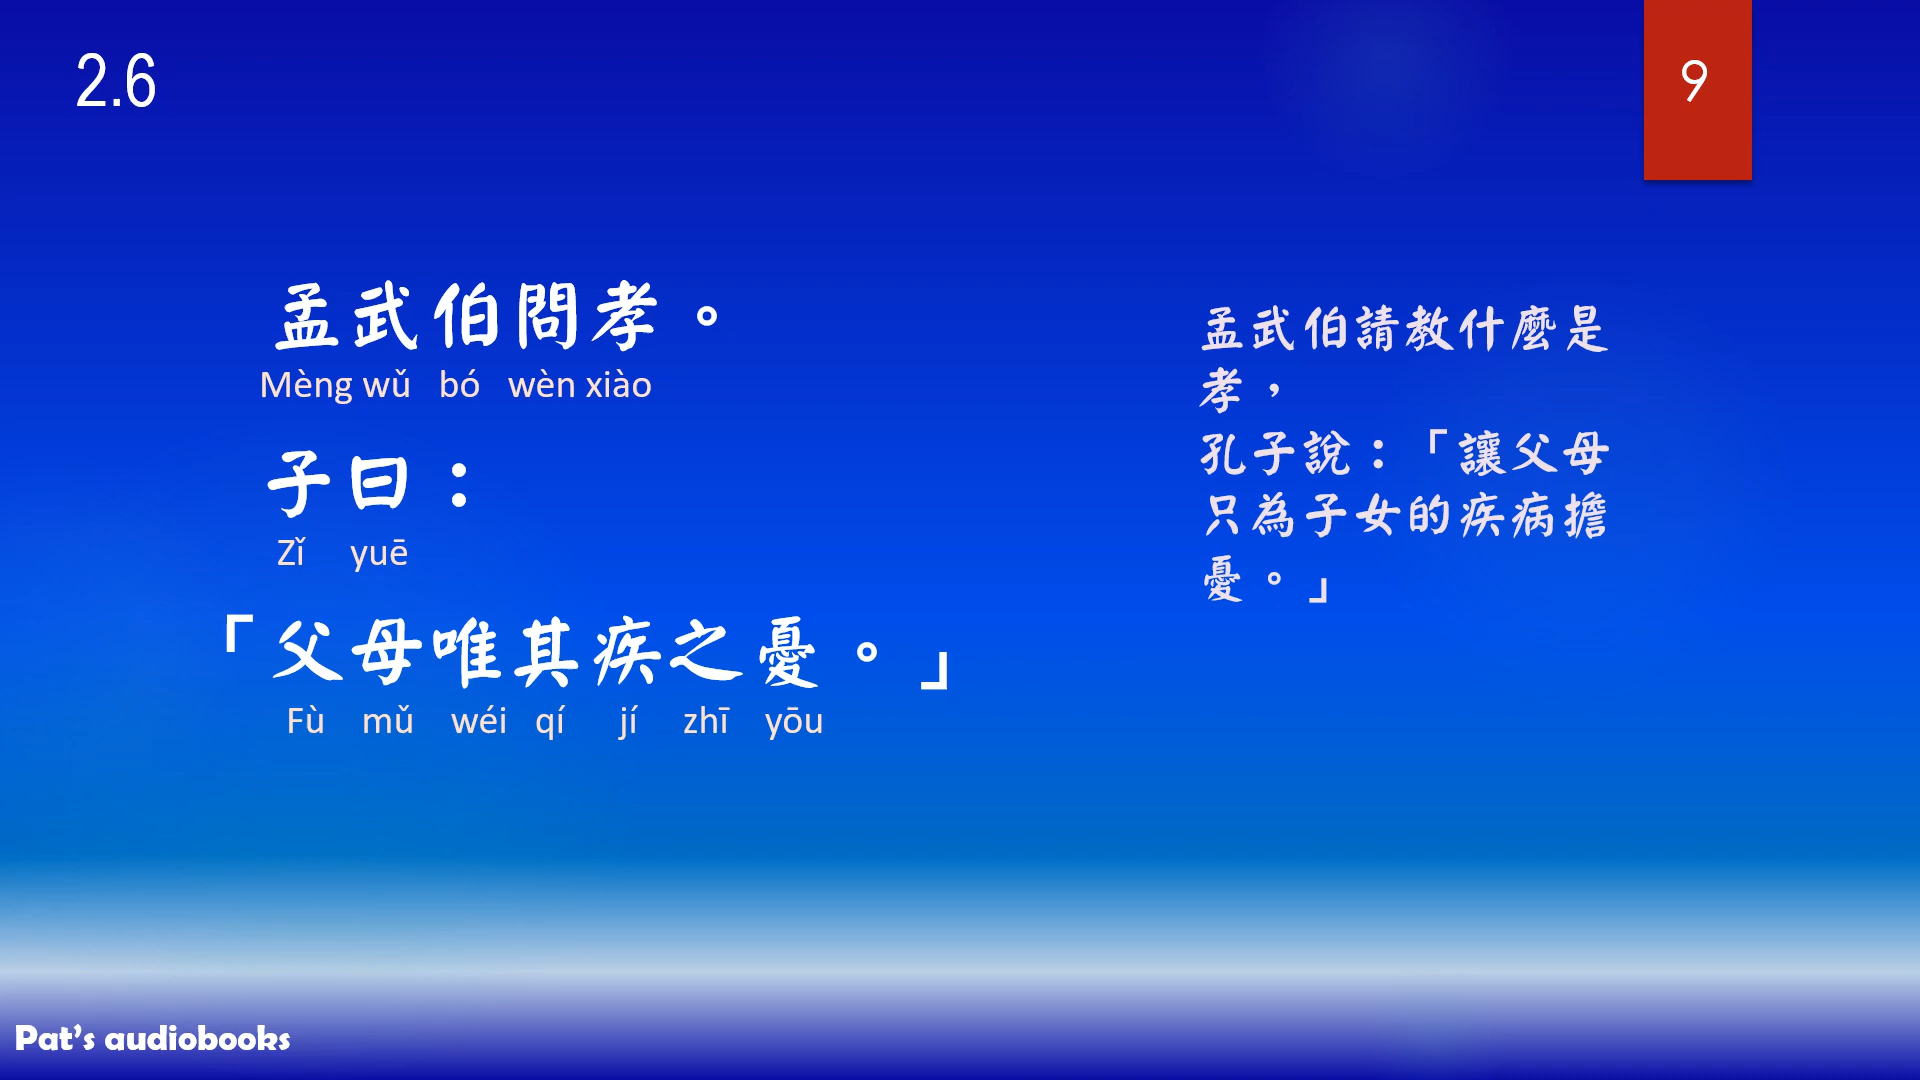 2.6
9
孟武伯問孝。
Mèng wǔ bó wèn xiào
子曰：
Zǐ yuē
「父母唯其疾之憂。」
Fù mǔ wéi qí jí zhī yōu
孟武伯請教什麼是
孝，
孔子說：「讓父母
只為子女的疾病擔
憂。」
Pat's audiobooks